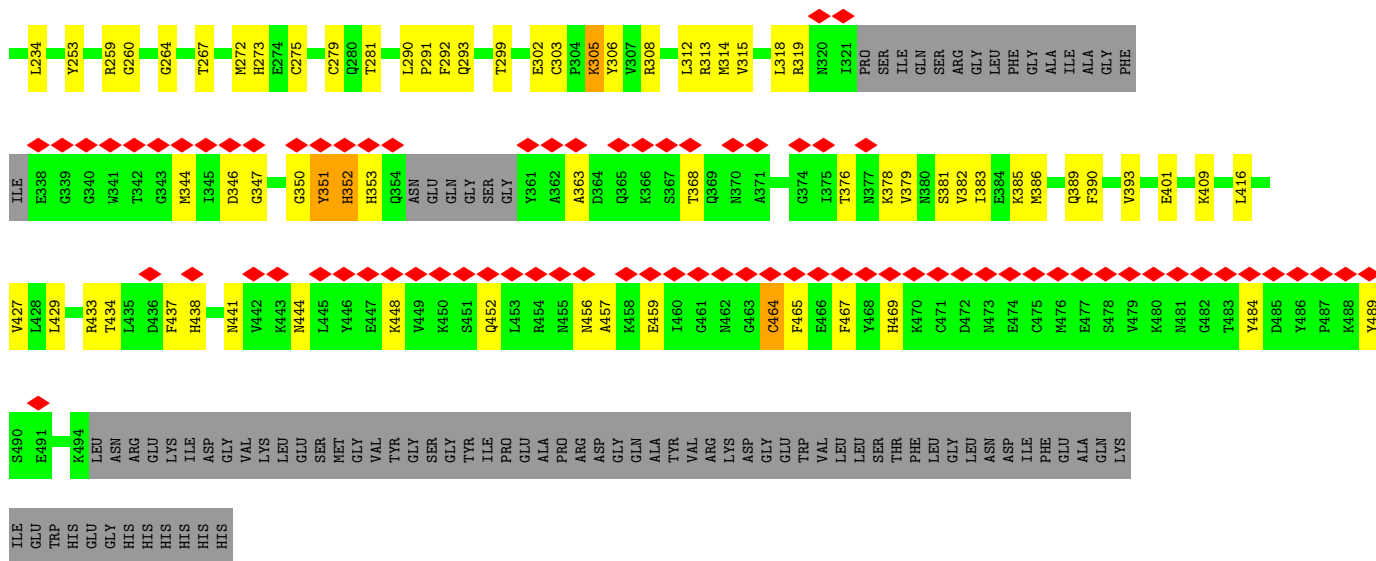 L234 Y253 R259 G260 G264 T267 M272 H273 E274 C275 C279 Q280 T281 L290 P291 F292 Q293 T299 E302 C303 P304 K305 Y306 V307 R308 L312 R313 M314 V315 L318 R319 N320 I321 PRO SER ILE GLN SER ARG GLY LEU PHE GLY ALA ILE ALA GLY PHE
ILE E338 G339 G340 W341 T342 G343 M344 I345 D346 G347 G350 Y351 H352 H353 Q354 ASN GLU GLN GLY SER GLY Y361 A362 A363 D364 Q365 K366 S367 T368 Q369 N370 A371 G374 I375 T376 N377 K378 V379 N380 S381 V382 I383 E384 K385 M386 Q389 F390 V393 E401 K409 L416
V427 L428 L429 R433 T434 L435 D436 F437 H438 N441 V442 K443 N444 L445 Y446 E447 K448 V449 K450 S451 Q452 L453 R454 N455 N456 A457 K458 E459 I460 G461 N462 G463 C464 F465 E466 F467 Y468 H469 K470 C471 D472 N473 E474 C475 M476 E477 S478 V479 K480 N481 G482 T483 Y484 D485 Y486 P487 K488 Y489
S490 E491 K494 LEU ASN ARG GLU LYS ILE ASP GLY VAL LYS LEU GLU SER MET GLY VAL TYR GLY SER GLY TYR ILE PRO GLU ALA PRO ARG ASP GLY GLN ALA TYR VAL ARG LYS ASP GLY GLU TRP VAL LEU LEU SER THR PHE LEU GLY LEU ASN ASP ILE PHE GLU ALA GLN LYS
ILE GLU TRP HIS GLU GLY HIS HIS HIS HIS HIS HIS